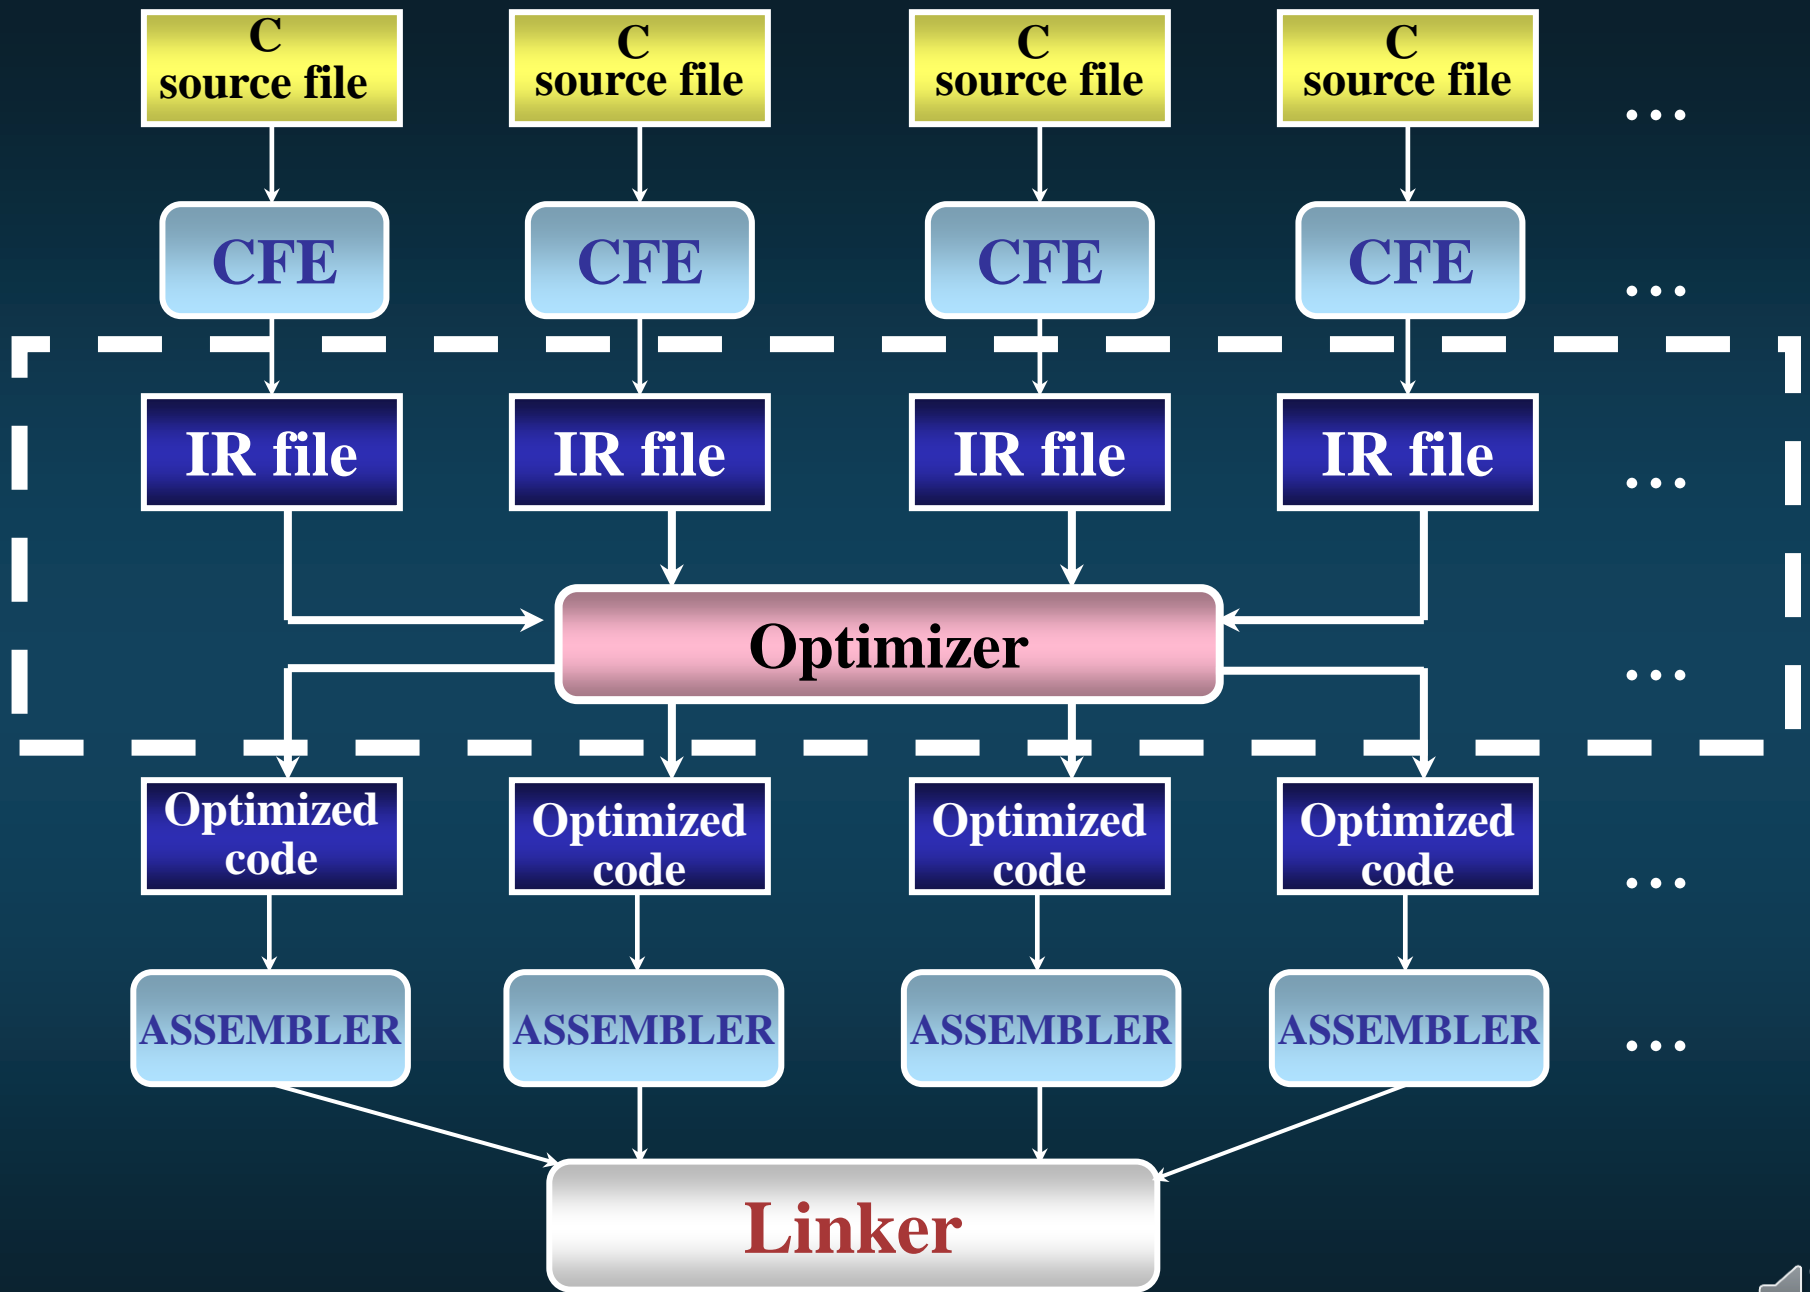 C
source file
C
source file
C
source file
C
source file
...
CFE
CFE
CFE
CFE
...
IR file
IR file
IR file
IR file
...
Optimizer
...
Optimized
code
Optimized
code
Optimized
code
Optimized
code
...
ASSEMBLER
ASSEMBLER
ASSEMBLER
ASSEMBLER
...
Linker